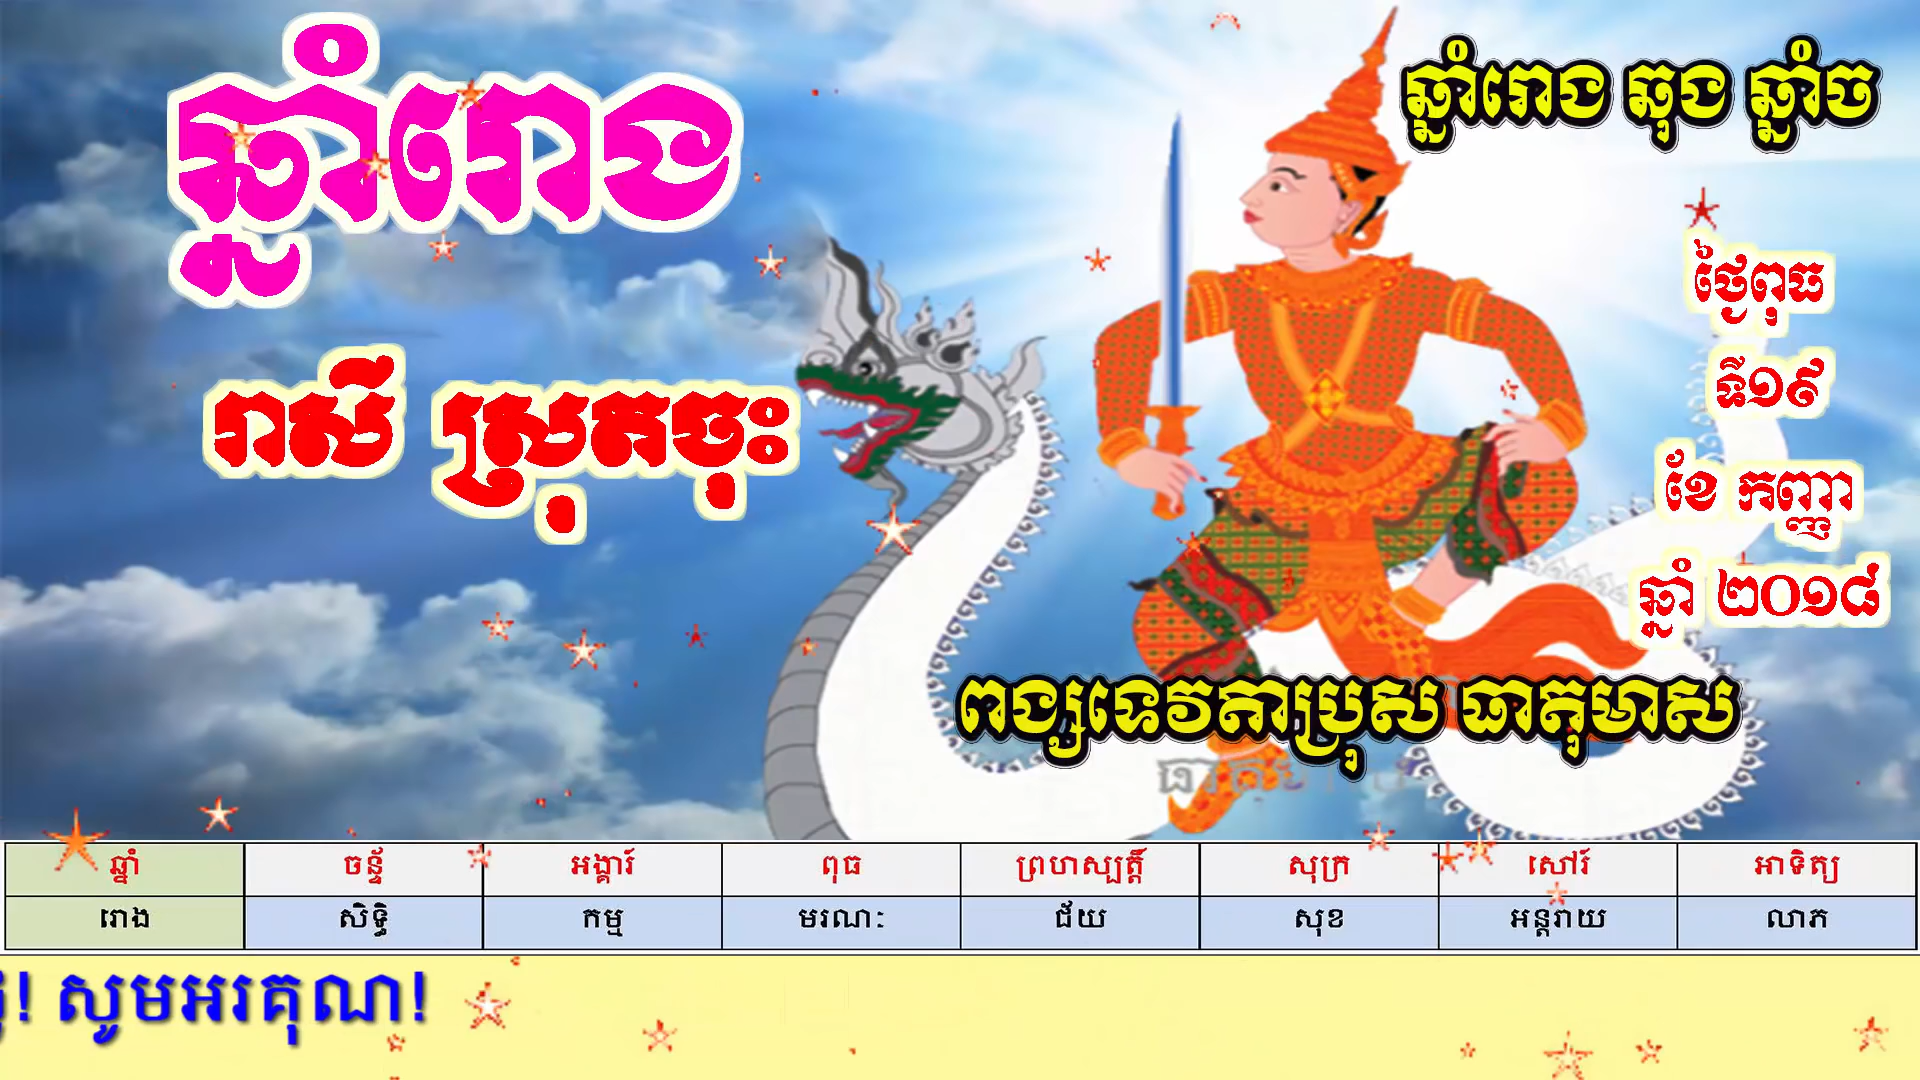 ឆ្នាំរោង
រាសី ស្រុតចុះ
ឆ្នាំរោង ឆុង ឆ្នាំច
ថ្ងៃពុធ
ទី១៩
ខែ កញ្ញា
ឆ្នាំ ២០១៨
ពង្សទេវតាប្រុស ធាតុមាស
ឆ្នាំ ចន្ទ័ អង្គារ៍ ពុធ ព្រហស្បត្តិ៍ សុក្រ សៅរ៍ អាទិត្យ
រោង សិទ្ធិ កម្ម មរណៈ ជ័យ សុខ អន្តរាយ លាភ
! សូមអរគុណ!